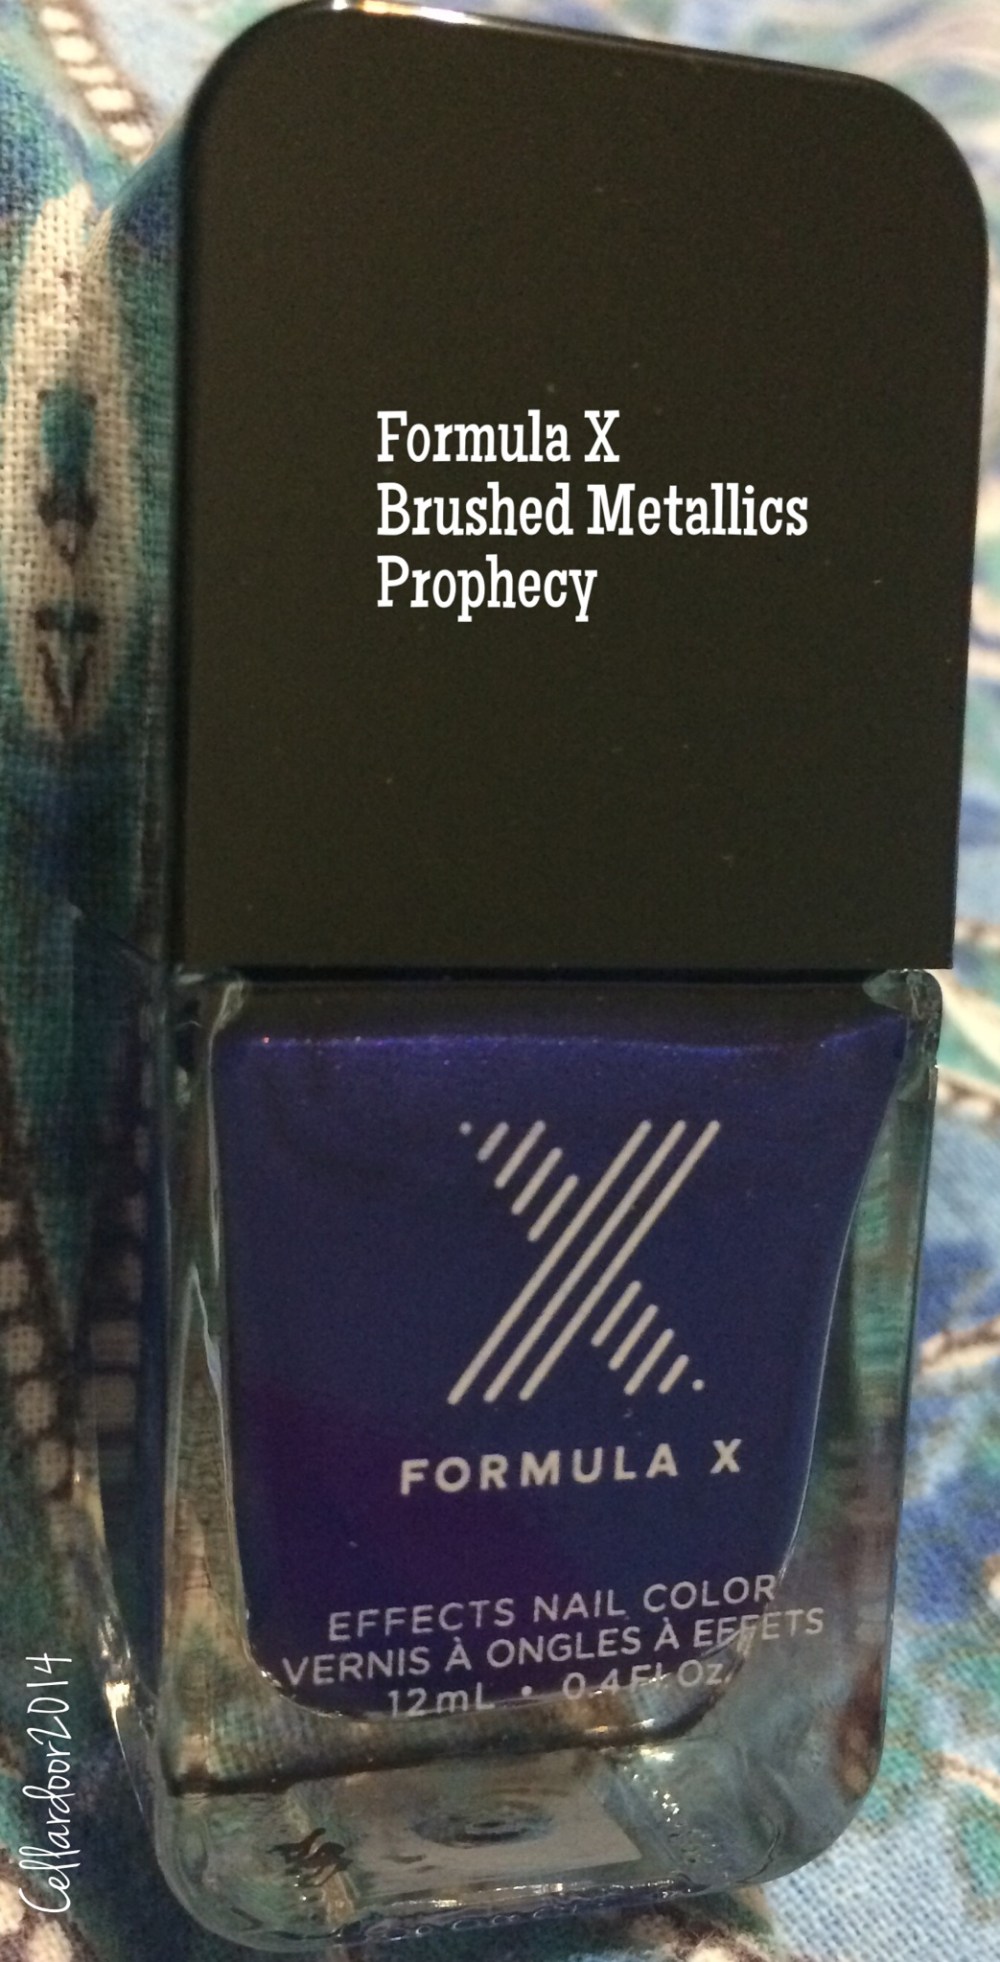 Formula X
Brushed Metallics
Prophecy
X
FORMULA X
EFFECTS NAIL COLOR
VERNIS À ONGLES À EFFETS
12mL • 0.4 Fl Oz.
Cellardoor2014